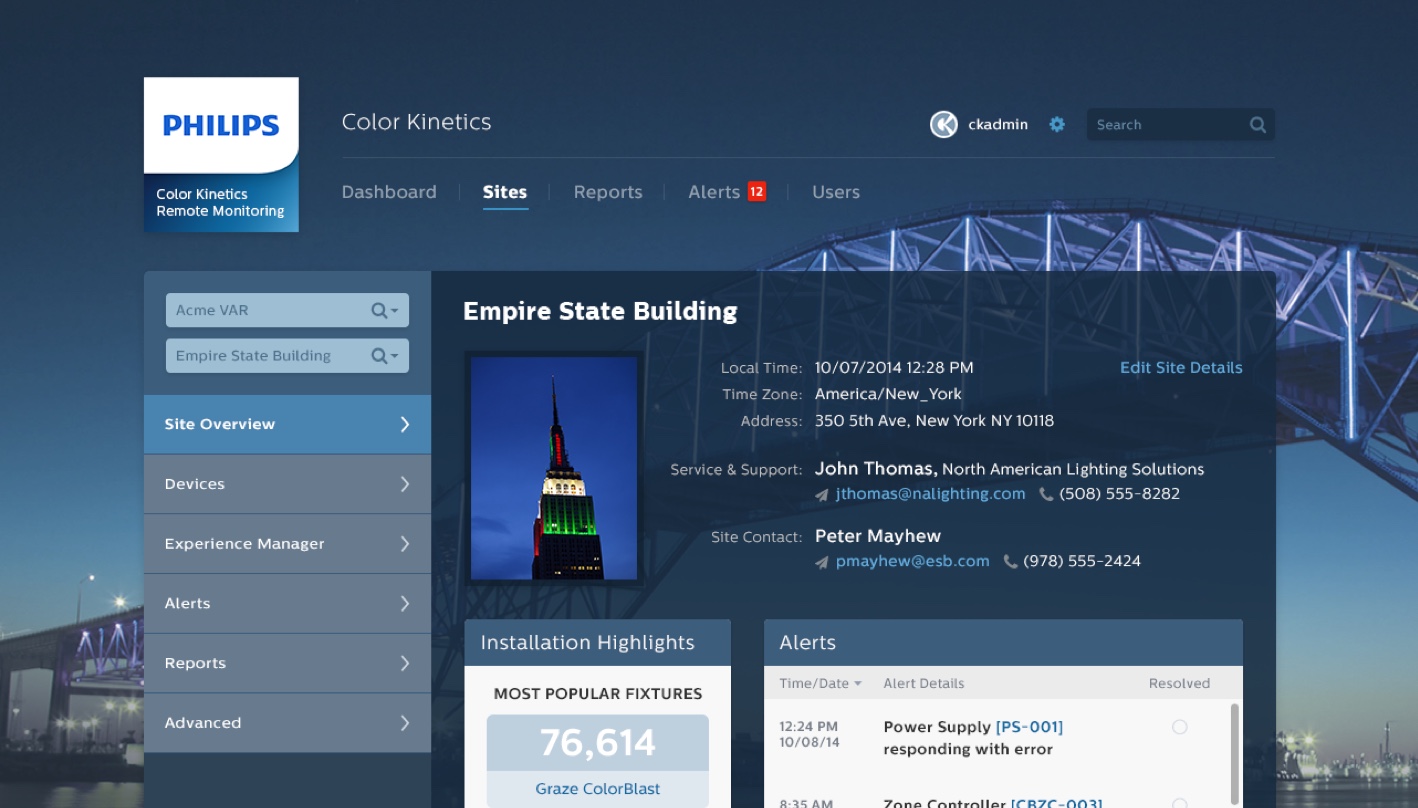 PHILIPS
Color Kinetics
Remote Monitoring
Color Kinetics
ckadmin
Search
Dashboard
Sites
Reports
Alerts 12
Users
Acme VAR
Empire State Building
Site Overview
Devices
Experience Manager
Alerts
Reports
Advanced
Empire State Building
Local Time: 10/07/2014 12:28 PM
Edit Site Details
Time Zone: America/New_York
Address: 350 5th Ave, New York NY 10118
Service & Support: John Thomas, North American Lighting Solutions
jthomas@nalighting.com (508) 555-8282
Site Contact: Peter Mayhew
pmayhew@esb.com (978) 555-2424
Installation Highlights
MOST POPULAR FIXTURES
76,614
Graze ColorBlast
Alerts
Time/Date Alert Details Resolved
12:24 PM
10/08/14
Power Supply [PS-001]
responding with error
8:35 AM
Zone Controller [CBZC-003]